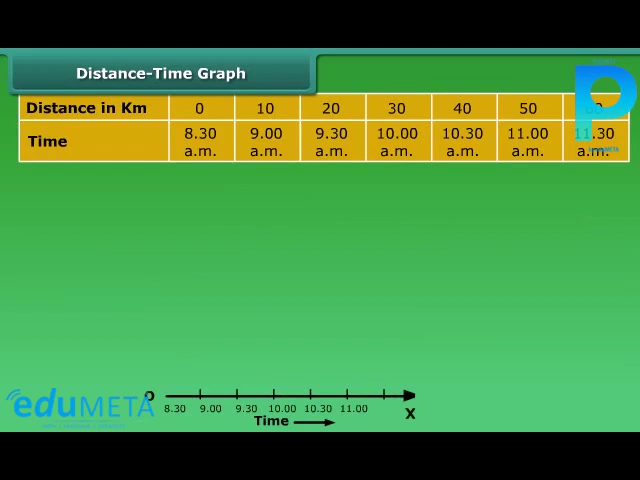 Distance-Time Graph
Distance in Km 0 10 20 30 40 50
Time 8.30 a.m. 9.00 a.m. 9.30 a.m. 10.00 a.m. 10.30 a.m. 11.00 a.m. 11.30 a.m.
O
8.30 9.00 9.30 10.00 10.30 11.00
X
Time
eduMETA
P
eduMETA